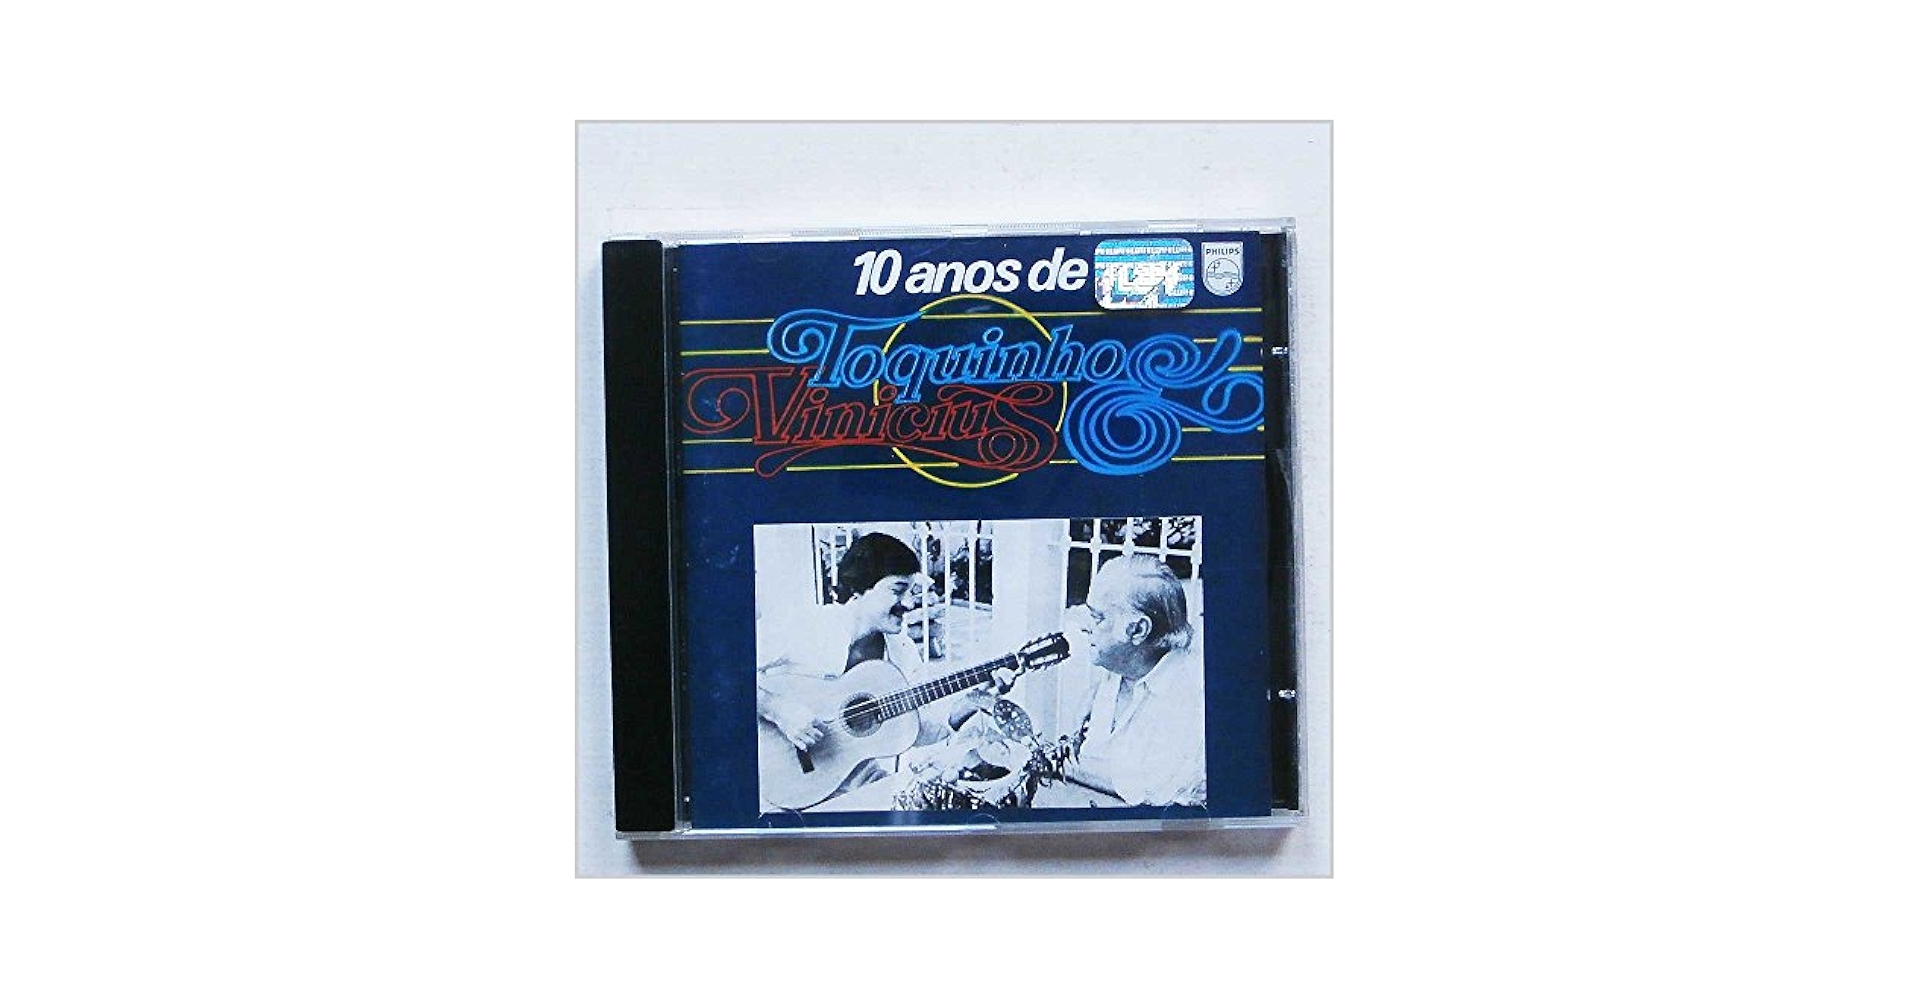 10 anos de
PHILIPS
Toquinho &
Vinicius